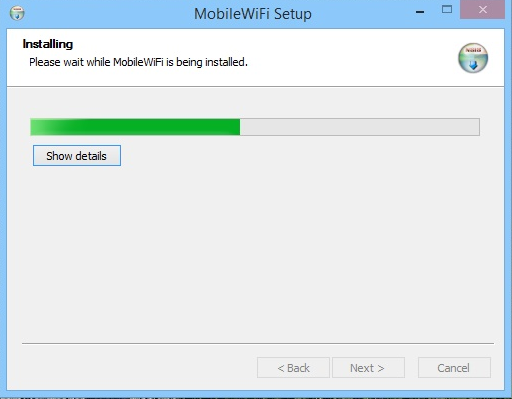 MobileWiFi Setup
Installing
Please wait while MobileWiFi is being installed.
Show details
< Back
Next >
Cancel